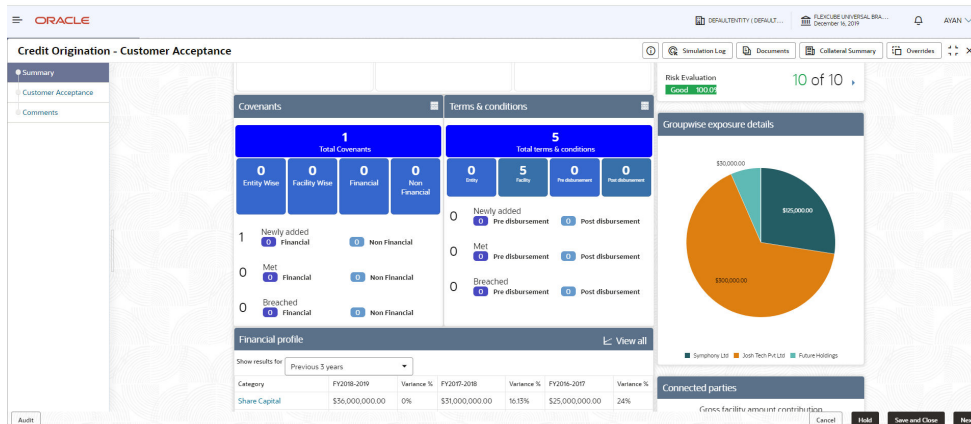 ORACLE
DEFAULTENTITY ( DEFAULT....
FLEXCUBE UNIVERSAL BRA...
December 16, 2019
AYAN
Credit Origination - Customer Acceptance
Simulation Log
Documents
Collateral Summary
Overrides
Summary
Customer Acceptance
Comments
Risk Evaluation
Good 100.0%
10 of 10
Covenants
1
Total Covenants
0
Entity Wise
0
Facility Wise
0
Financial
0
Non
Financial
1 Newly added
0 Financial 0 Non Financial
0 Met
0 Financial 0 Non Financial
0 Breached
0 Financial 0 Non Financial
Terms & conditions
5
Total terms & conditions
0
Entity
5
Facility
0
Pre disbursement
0
Post disbursement
0 Newly added
0 Pre disbursement 0 Post disbursement
0 Met
0 Pre disbursement 0 Post disbursement
0 Breached
0 Pre disbursement 0 Post disbursement
Groupwise exposure details
$30,000.00
$125,000.00
$300,000.00
Symphony Ltd Josh Tech Pvt Ltd Future Holdings
Financial profile
View all
Show results for Previous 3 years
Category FY2018-2019 Variance % FY2017-2018 Variance % FY2016-2017 Variance %
Share Capital $36,000,000.00 0% $31,000,000.00 16.13% $25,000,000.00 24%
Connected parties
Gross facility amount contribution
Audit
Cancel
Hold
Save and Close
Nex